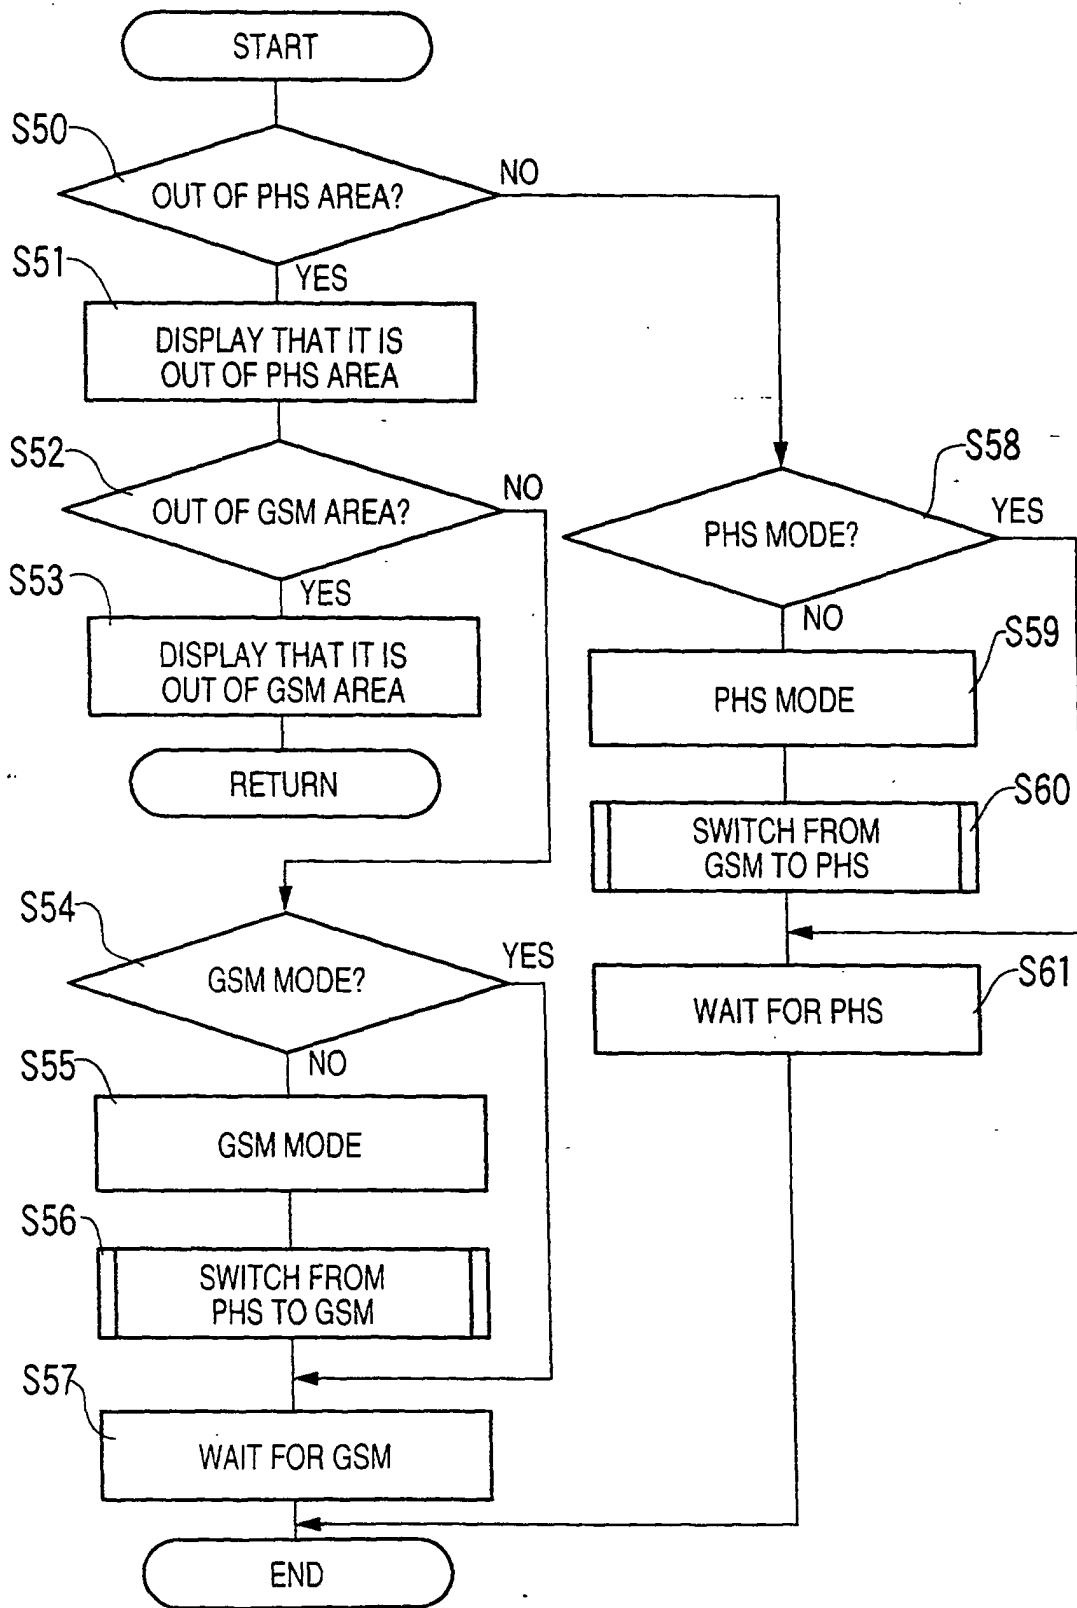 START
S50
OUT OF PHS AREA?
NO
S51
YES
DISPLAY THAT IT IS
OUT OF PHS AREA
S52
OUT OF GSM AREA?
NO
S53
YES
DISPLAY THAT IT IS
OUT OF GSM AREA
RETURN
S58
PHS MODE?
YES
NO
S59
PHS MODE
S60
SWITCH FROM
GSM TO PHS
S61
WAIT FOR PHS
S54
GSM MODE?
YES
S55
NO
GSM MODE
S56
SWITCH FROM
PHS TO GSM
S57
WAIT FOR GSM
END